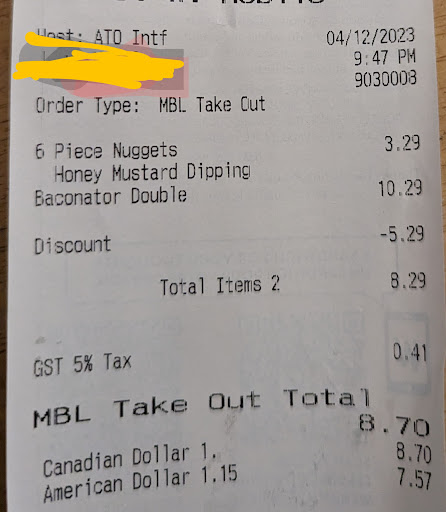 Host: ATO Intf 04/12/2023
9:47 PM
9030008
Order Type: MBL Take Out
6 Piece Nuggets 3.29
Honey Mustard Dipping
Baconator Double 10.29
Discount -5.29
Total Items 2 8.29
GST 5% Tax 0.41
MBL Take Out Total
8.70
Canadian Dollar 1. 8.70
American Dollar 1.15 7.57